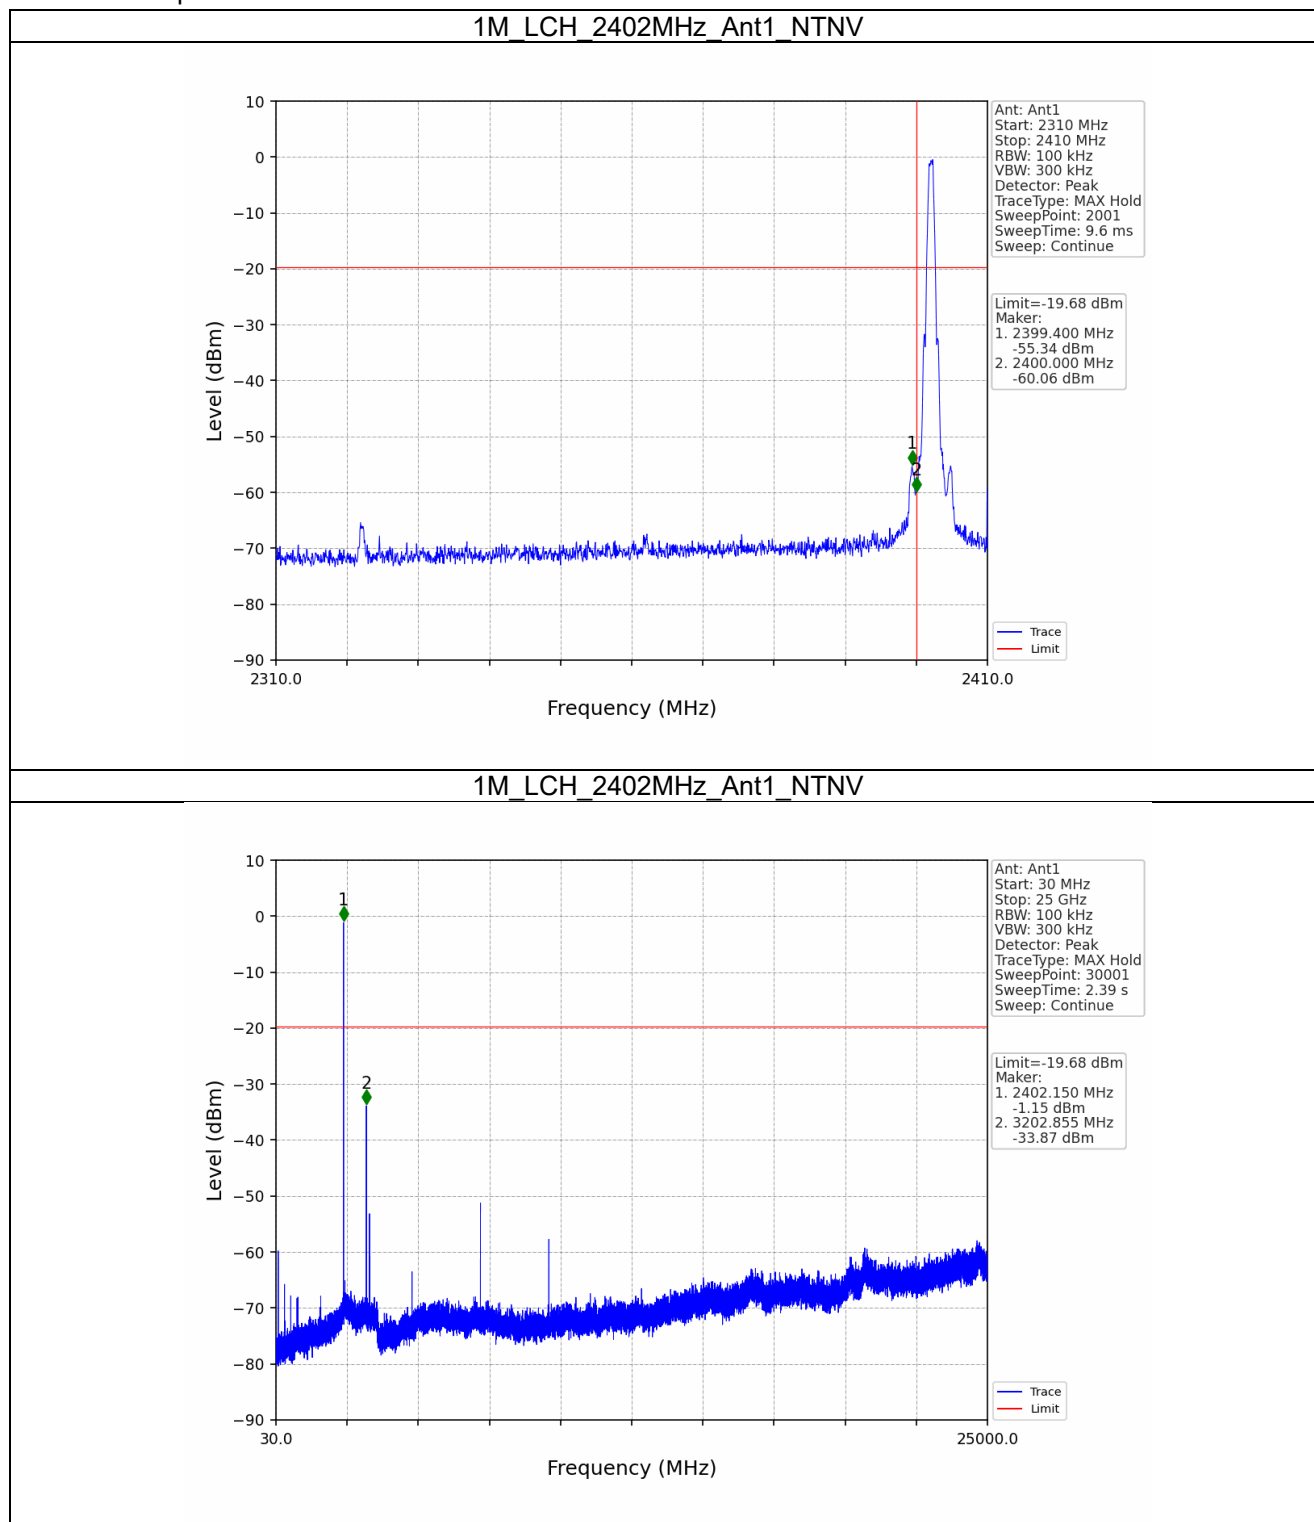 1M_LCH_2402MHz_Ant1_NTNV
10
0
−10
−20
−30
−40
−50
−60
−70
−80
−90
Level (dBm)
1
2
2310.0
2410.0
Frequency (MHz)
Ant: Ant1
Start: 2310 MHz
Stop: 2410 MHz
RBW: 100 kHz
VBW: 300 kHz
Detector: Peak
TraceType: MAX Hold
SweepPoint: 2001
SweepTime: 9.6 ms
Sweep: Continue
Limit=-19.68 dBm
Maker:
1. 2399.400 MHz
-55.34 dBm
2. 2400.000 MHz
-60.06 dBm
Trace
Limit
1M_LCH_2402MHz_Ant1_NTNV
10
0
−10
−20
−30
−40
−50
−60
−70
−80
−90
Level (dBm)
1
2
30.0
25000.0
Frequency (MHz)
Ant: Ant1
Start: 30 MHz
Stop: 25 GHz
RBW: 100 kHz
VBW: 300 kHz
Detector: Peak
TraceType: MAX Hold
SweepPoint: 30001
SweepTime: 2.39 s
Sweep: Continue
Limit=-19.68 dBm
Maker:
1. 2402.150 MHz
-1.15 dBm
2. 3202.855 MHz
-33.87 dBm
Trace
Limit